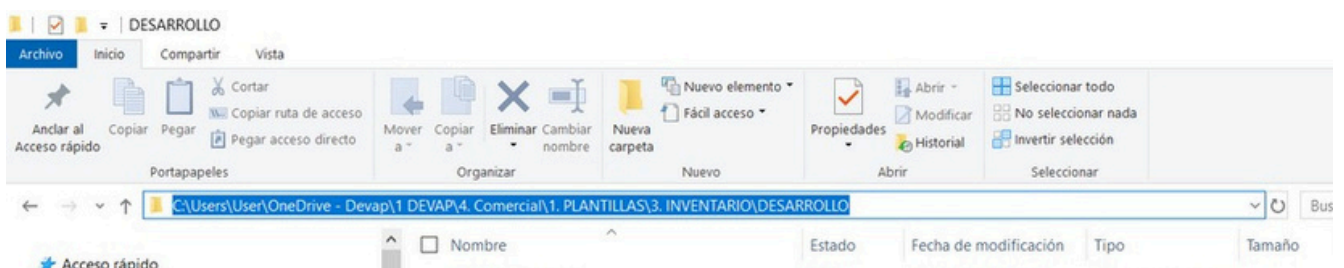 DESARROLLO
Archivo Inicio Compartir Vista
Anclar al Acceso rápido
Copiar
Pegar
Cortar
Copiar ruta de acceso
Pegar acceso directo
Portapapeles
Mover a
Copiar a
Eliminar
Cambiar nombre
Organizar
Nueva carpeta
Nuevo elemento
Fácil acceso
Nuevo
Propiedades
Abrir
Modificar
Historial
Abrir
Seleccionar todo
No seleccionar nada
Invertir selección
Seleccionar
C:\Users\User\OneDrive - Devap\1 DEVAP\4. Comercial\1. PLANTILLAS\3. INVENTARIO\DESARROLLO
Bus
Acceso rápido
Nombre Estado Fecha de modificación Tipo Tamaño